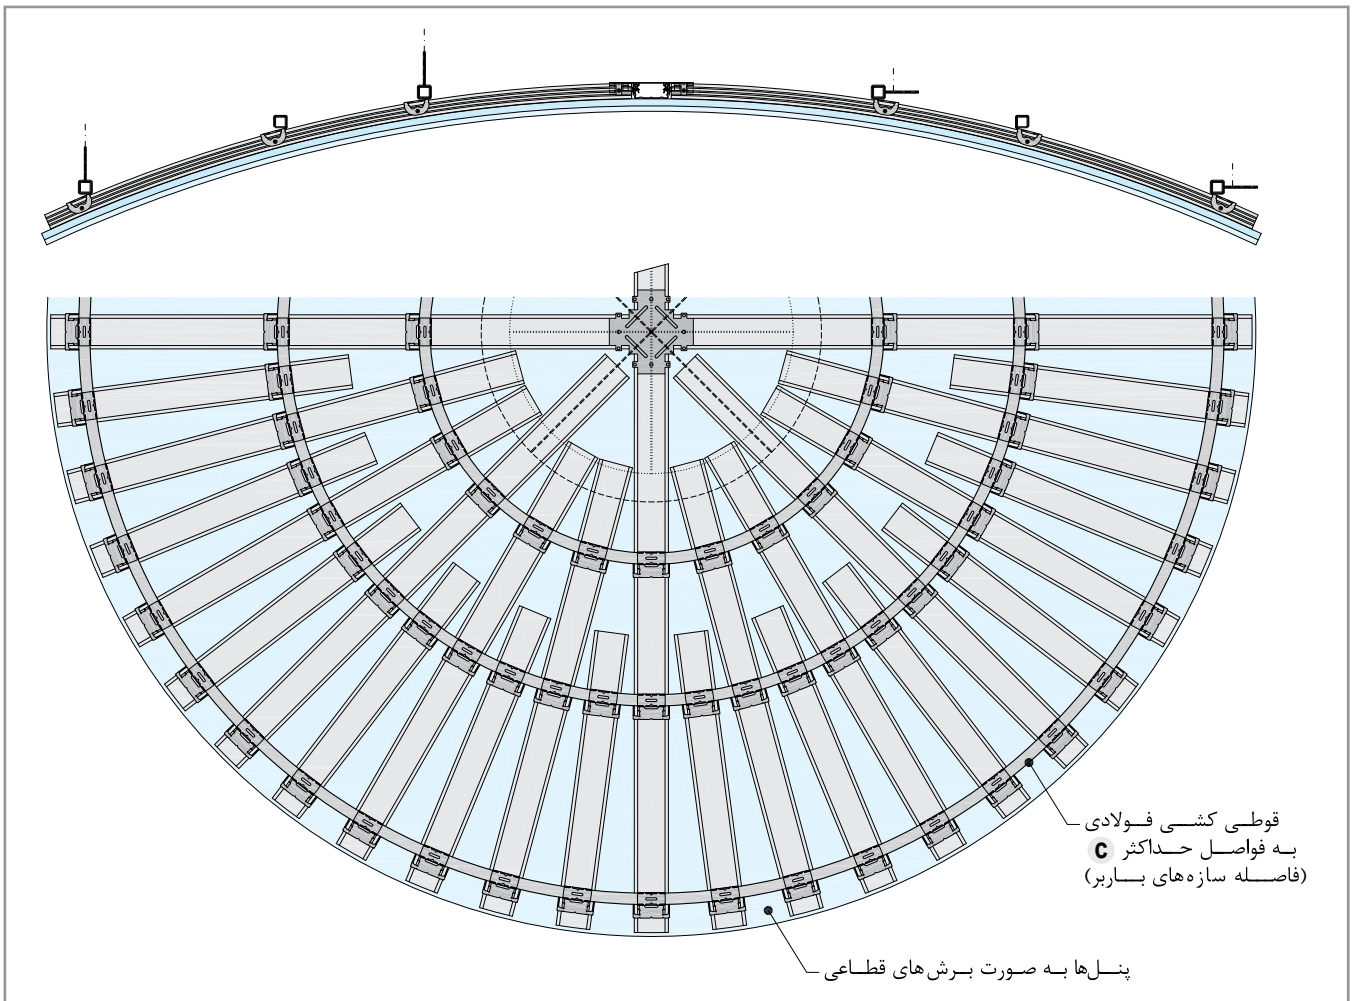 قوطی کشی فولادی
به فواصل حداکثر C
(فاصله سازه‌های باربر)
پنل‌ها به صورت برش‌های قطاعی